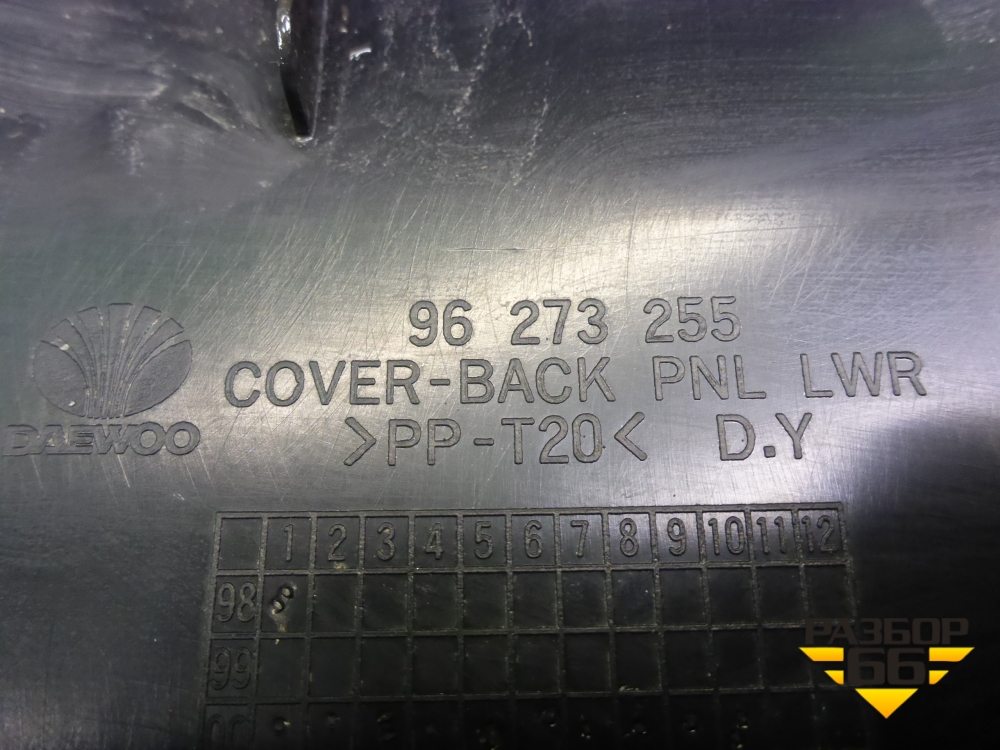 96 273 255
COVER-BACK PNL LWR
DAEWOO
>PP-T20< D.Y
1 2 3 4 5 6 7 8 9 10 11 12
98
99
РАЗБОР
66